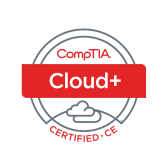 CompTIA.
Cloud+
CERTIFIED • CE